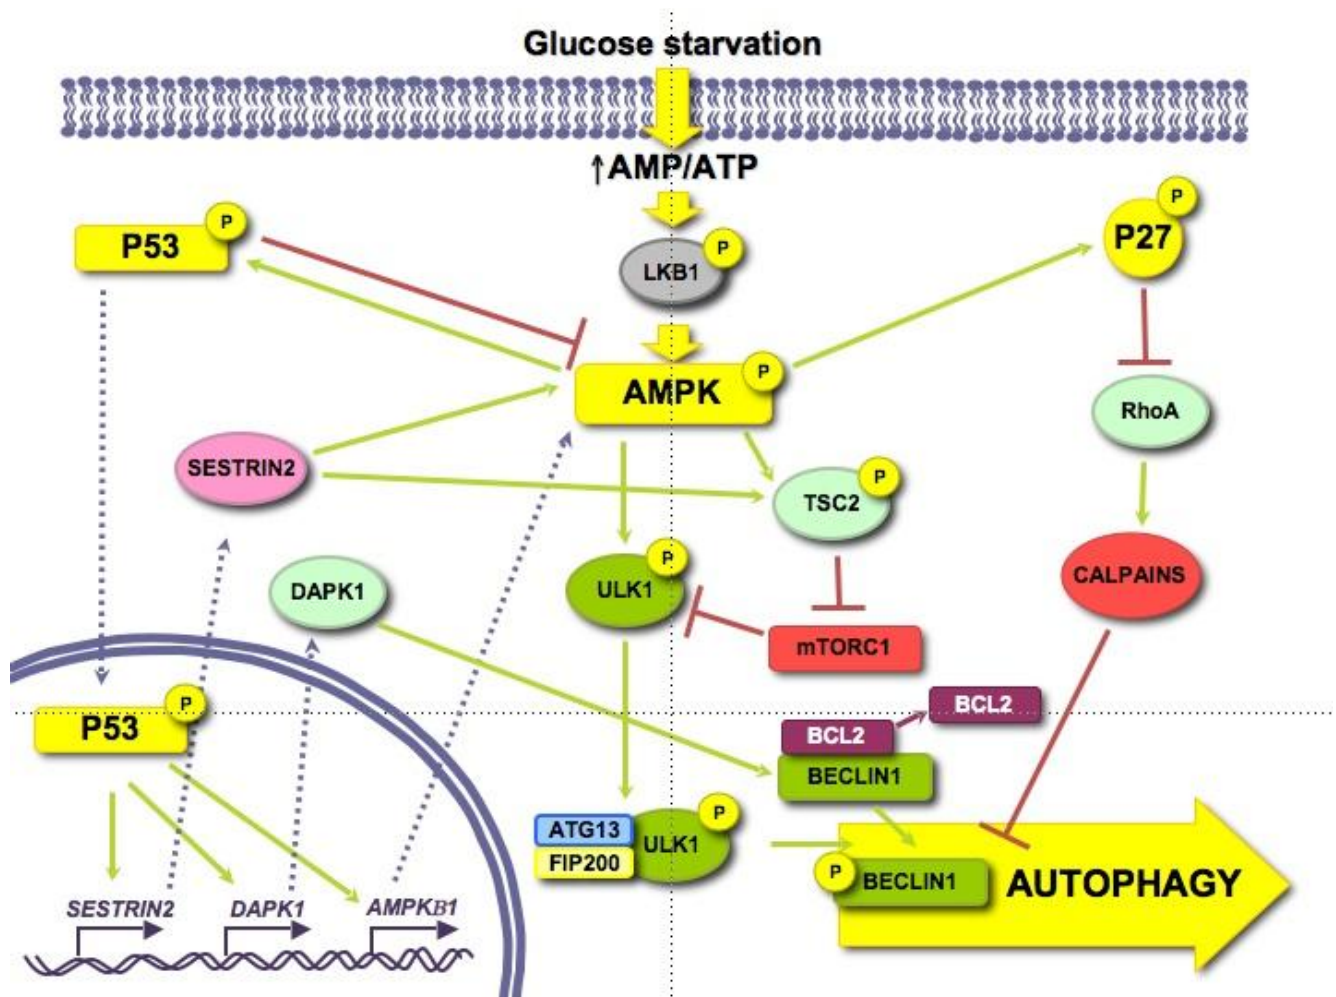 Glucose starvation
↑AMP/ATP
P
P53
P
LKB1
P
P27
P
AMPK
RhoA
SESTRIN2
P
TSC2
P
ULK1
DAPK1
CALPAINS
mTORC1
P
P53
BCL2
BCL2
BECLIN1
P
ATG13
ULK1
FIP200
P
BECLIN1
AUTOPHAGY
SESTRIN2
DAPK1
AMPKB1